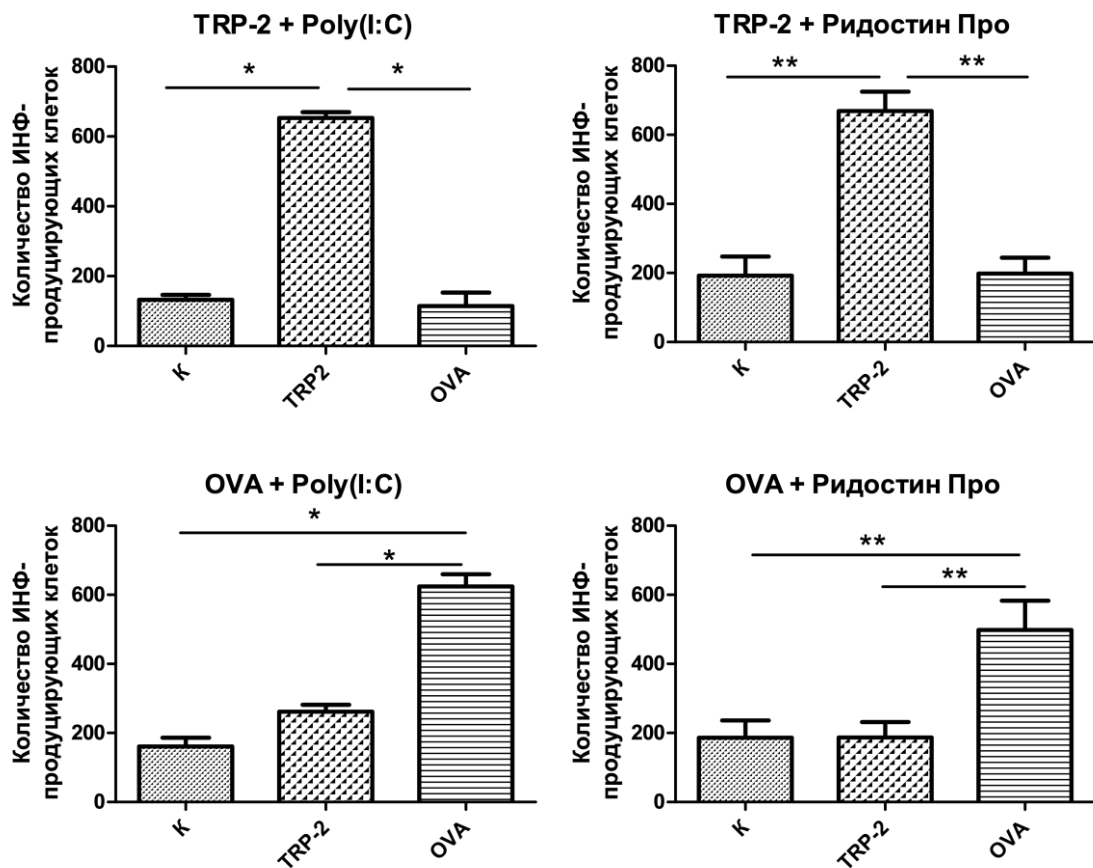 TRP-2 + Poly(I:C)
Количество ИНФ-
продуцирующих клеток
800
600
400
200
0
*
*
К
TRP2
OVA
TRP-2 + Ридостин Про
Количество ИНФ-
продуцирующих клеток
800
600
400
200
0
**
**
К
TRP-2
OVA
OVA + Poly(I:C)
Количество ИНФ-
продуцирующих клеток
800
600
400
200
0
*
*
К
TRP-2
OVA
OVA + Ридостин Про
Количество ИНФ-
продуцирующих клеток
800
600
400
200
0
**
**
К
TRP-2
OVA